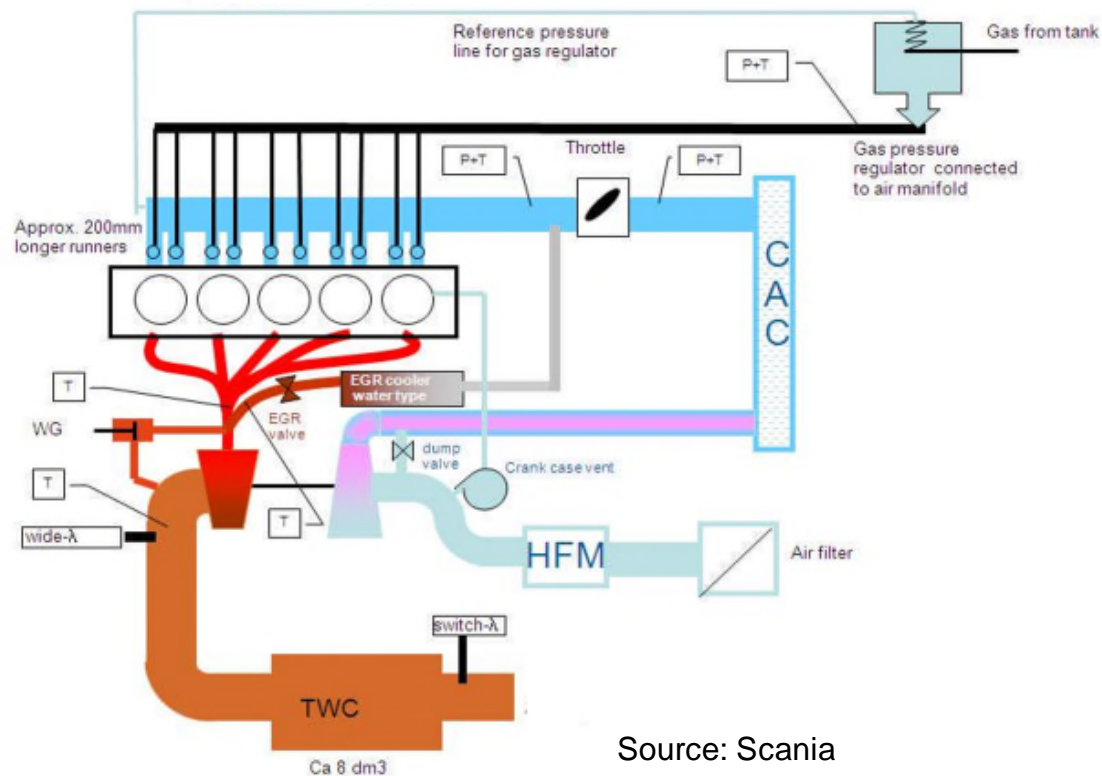 Reference pressure
line for gas regulator
Gas from tank
P+T
Throttle
P+T
P+T
Gas pressure
regulator connected
to air manifold
Approx. 200mm
longer runners
C
A
C
T
EGR cooler
water type
EGR
valve
WG
dump
valve
Crank case vent
T
T
wide-λ
HFM
Air filter
switch-λ
TWC
Ca 8 dm3
Source: Scania